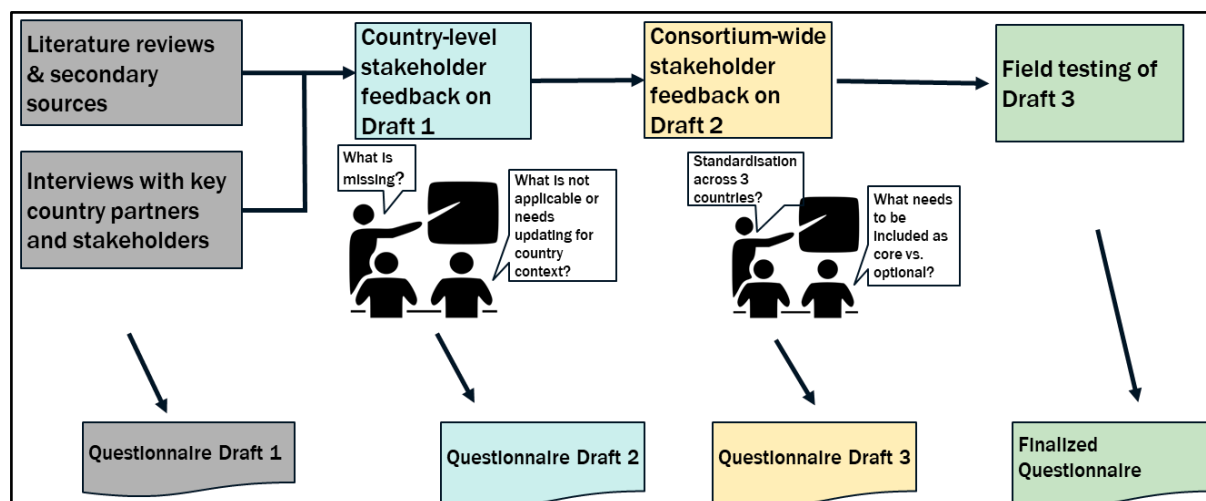 Literature reviews
& secondary
sources
Interviews with key
country partners
and stakeholders
Country-level
stakeholder
feedback on
Draft 1
Consortium-wide
stakeholder
feedback on
Draft 2
Field testing of
Draft 3
What is
missing?
What is not
applicable or
needs
updating for
country
context?
Standardisation
across 3
countries?
What needs
to be
included as
core vs.
optional?
Questionnaire Draft 1
Questionnaire Draft 2
Questionnaire Draft 3
Finalized
Questionnaire